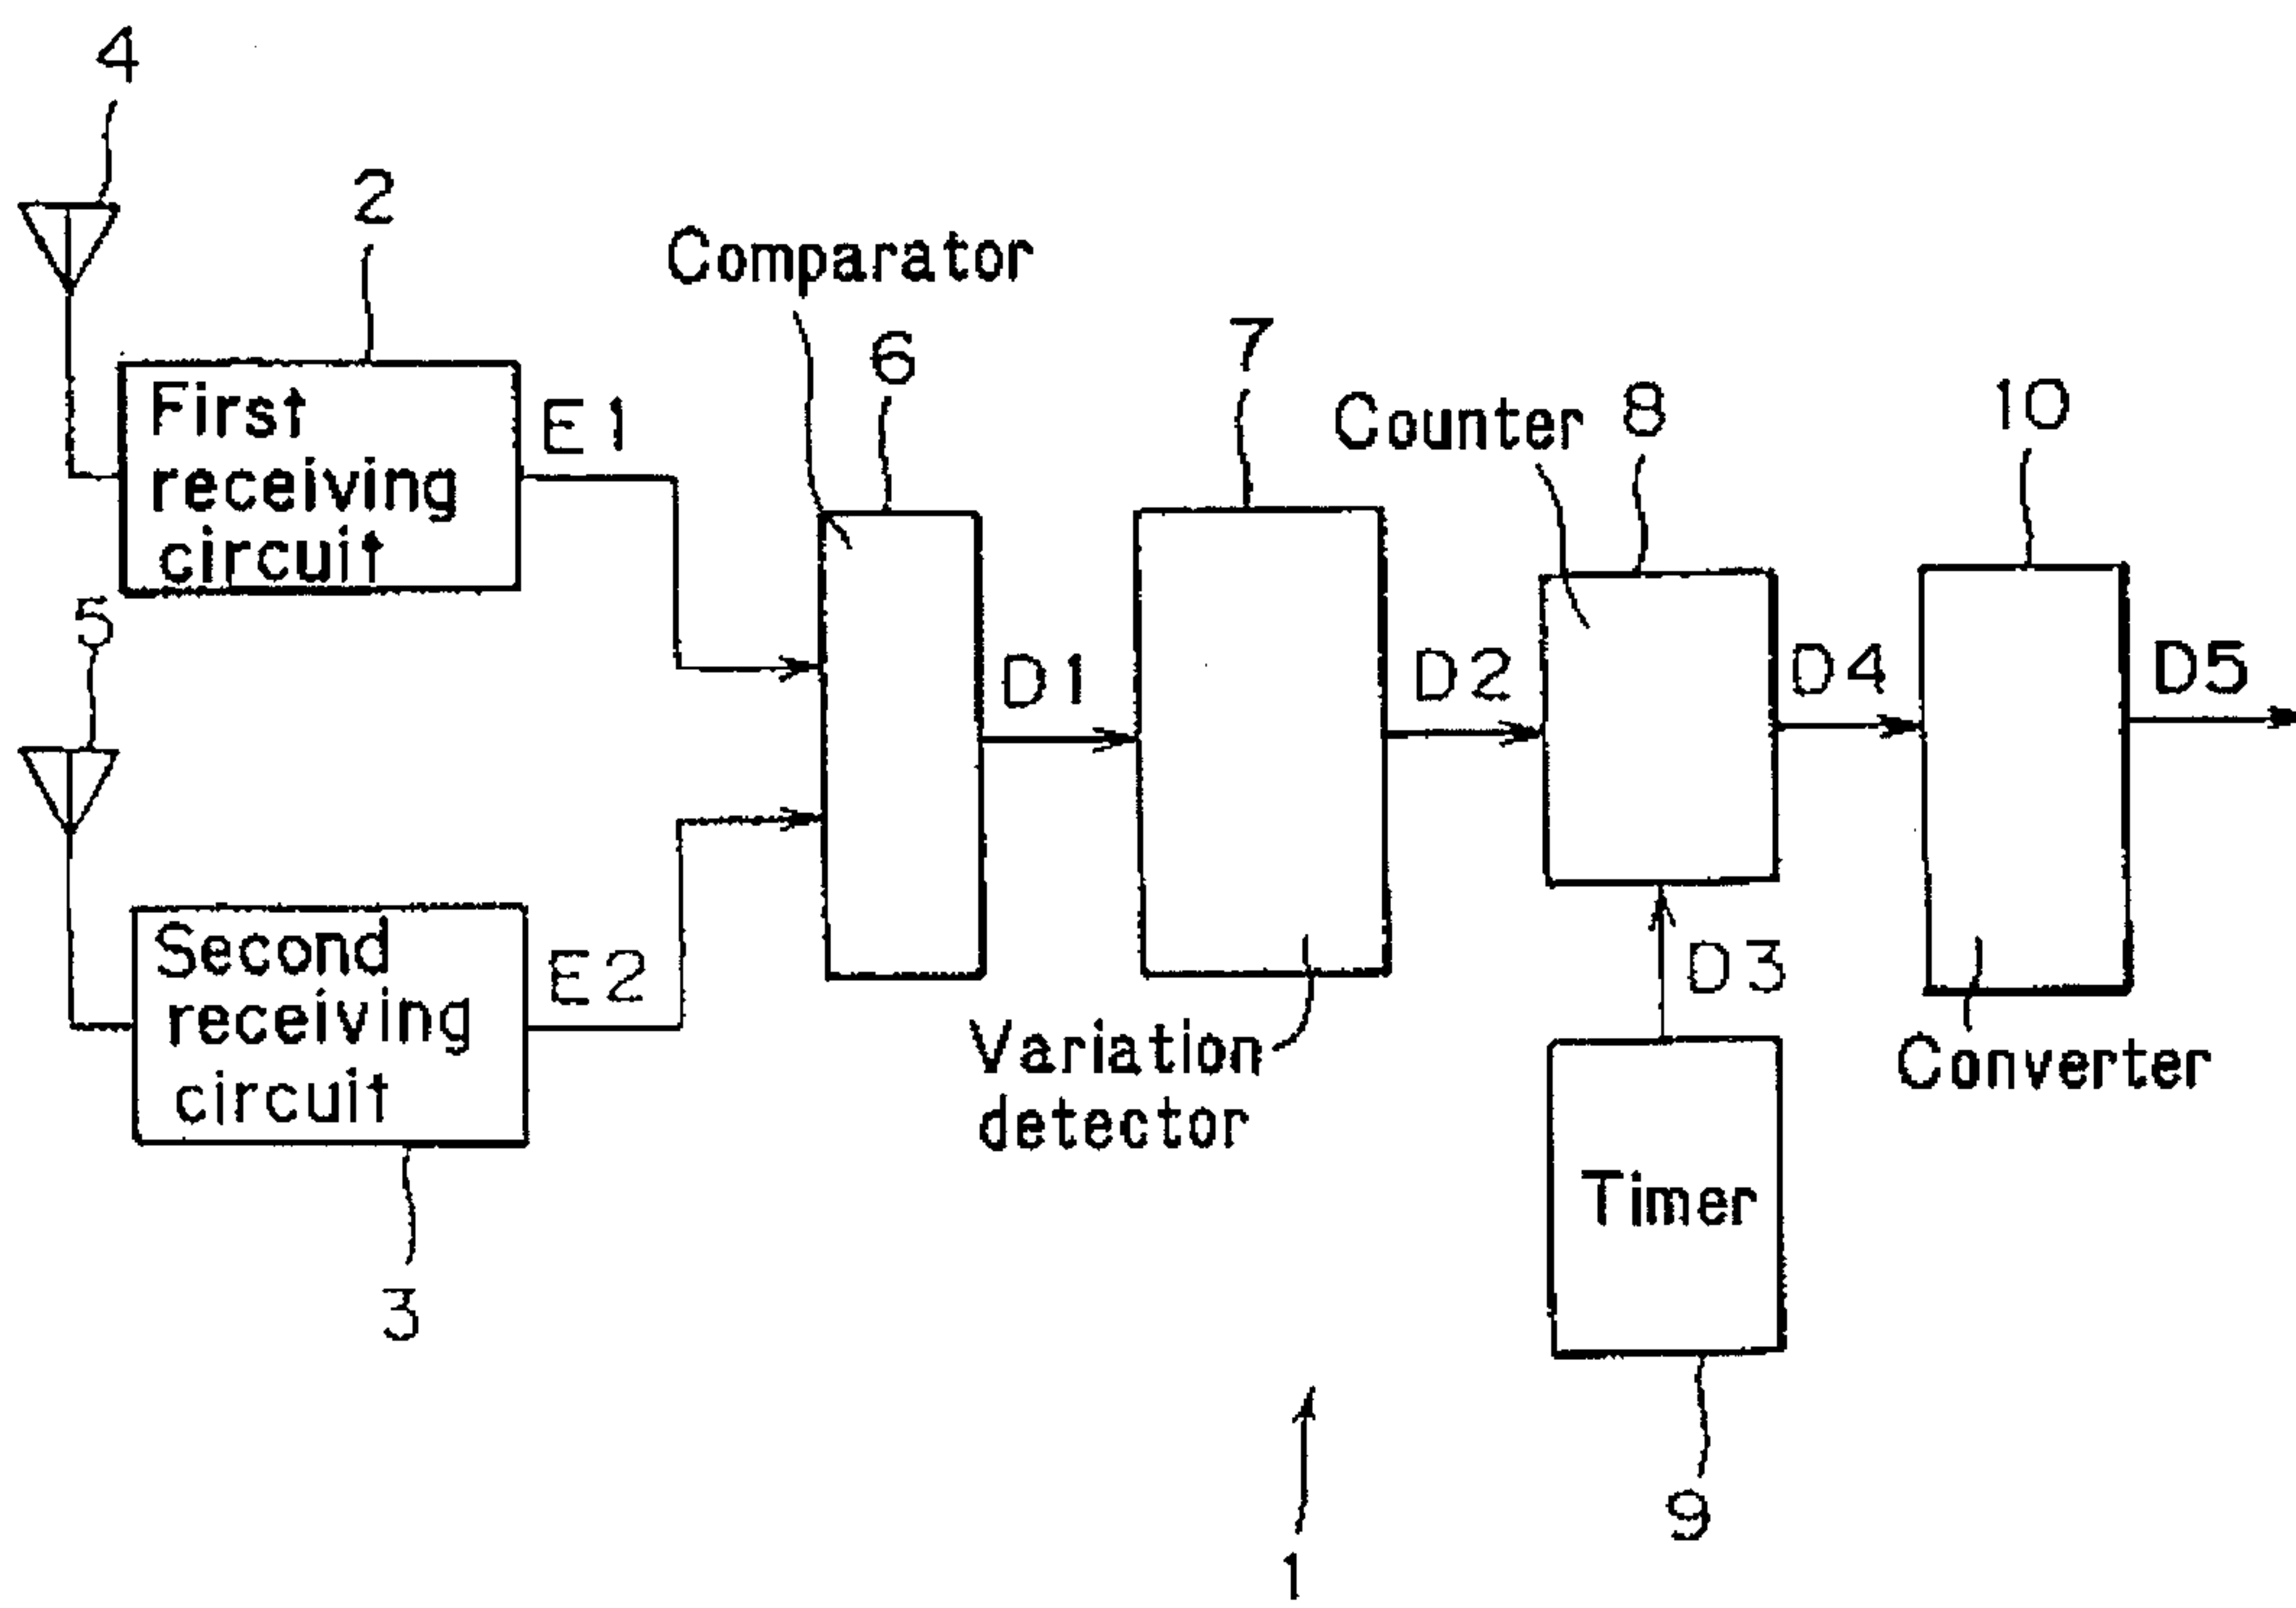 4
2
Comparator
6
7
Counter
8
10
First
receiving
circuit
E1
5
D1
D2
D4
D5
Second
receiving
circuit
E2
D3
Variation
detector
Converter
Timer
3
9
1